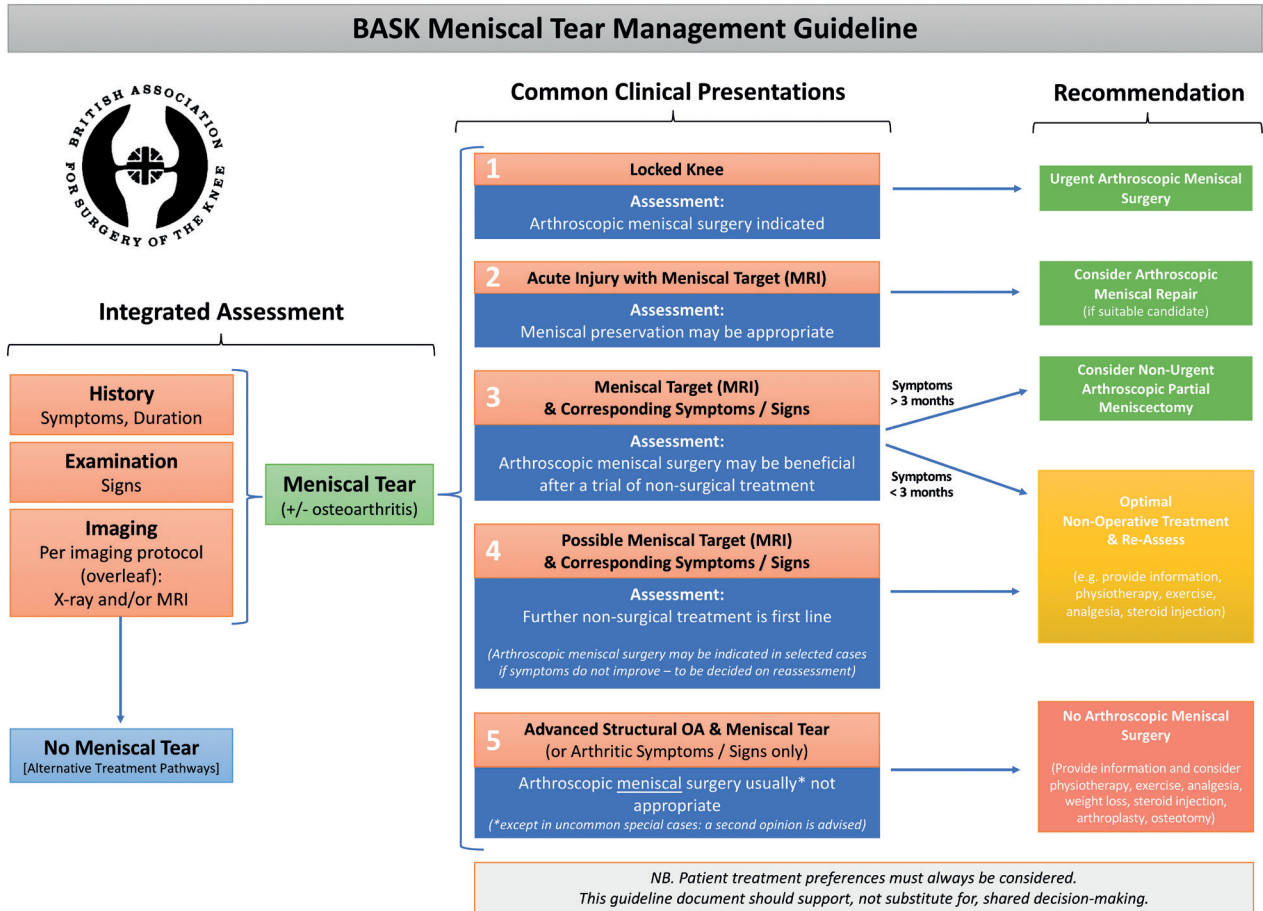 BASK Meniscal Tear Management Guideline
BRITISH ASSOCIATION
FOR SURGERY OF THE KNEE
Integrated Assessment
History
Symptoms, Duration
Examination
Signs
Imaging
Per imaging protocol
(overleaf):
X-ray and/or MRI
No Meniscal Tear
[Alternative Treatment Pathways]
Meniscal Tear
(+/- osteoarthritis)
Common Clinical Presentations
1
Locked Knee
Assessment:
Arthroscopic meniscal surgery indicated
2
Acute Injury with Meniscal Target (MRI)
Assessment:
Meniscal preservation may be appropriate
3
Meniscal Target (MRI)
& Corresponding Symptoms / Signs
Assessment:
Arthroscopic meniscal surgery may be beneficial
after a trial of non-surgical treatment
Symptoms
> 3 months
Symptoms
< 3 months
4
Possible Meniscal Target (MRI)
& Corresponding Symptoms / Signs
Assessment:
Further non-surgical treatment is first line
(Arthroscopic meniscal surgery may be indicated in selected cases
if symptoms do not improve – to be decided on reassessment)
5
Advanced Structural OA & Meniscal Tear
(or Arthritic Symptoms / Signs only)
Arthroscopic meniscal surgery usually* not
appropriate
(*except in uncommon special cases: a second opinion is advised)
Recommendation
Urgent Arthroscopic Meniscal
Surgery
Consider Arthroscopic
Meniscal Repair
(if suitable candidate)
Consider Non-Urgent
Arthroscopic Partial
Meniscectomy
Optimal
Non-Operative Treatment
& Re-Assess
(e.g. provide information,
physiotherapy, exercise,
analgesia, steroid injection)
No Arthroscopic Meniscal
Surgery
(Provide information and consider
physiotherapy, exercise, analgesia,
weight loss, steroid injection,
arthroplasty, osteotomy)
NB. Patient treatment preferences must always be considered.
This guideline document should support, not substitute for, shared decision-making.